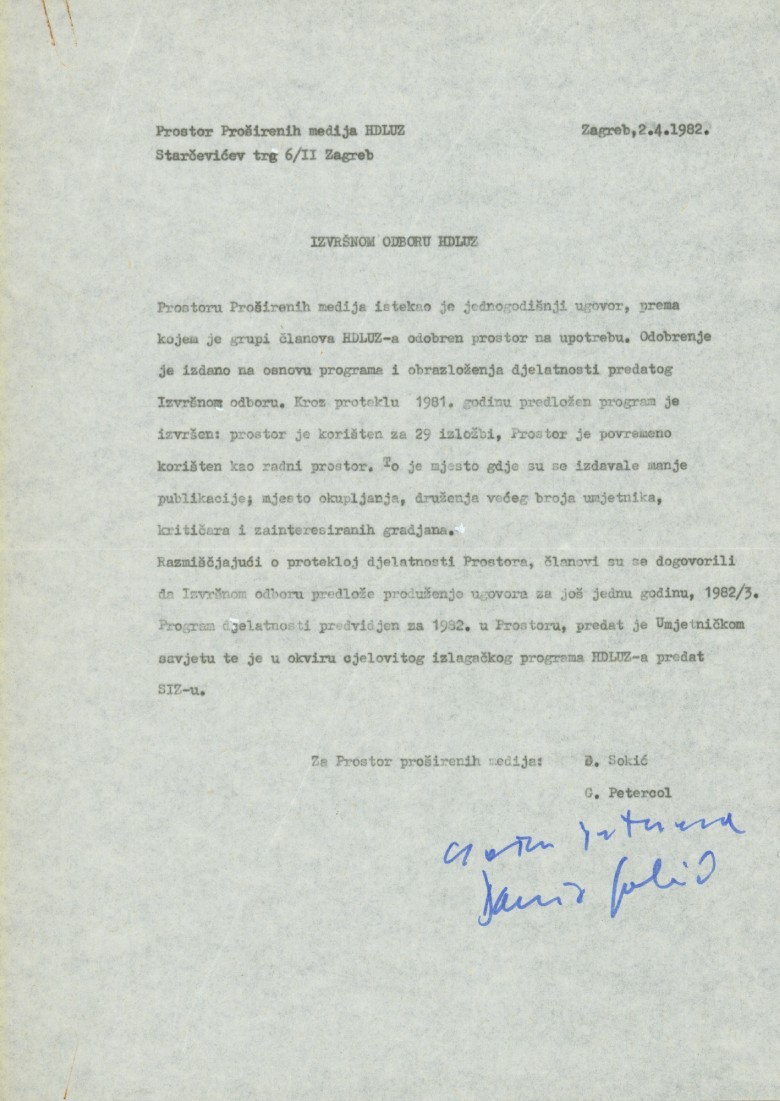 Prostor Proširenih medija HDLUZ
Zagreb,2.4.1982.
Starčevićev trg 6/II Zagreb
IZVRŠNOM ODBORU HDLUZ
Prostoru Proširenih medija istekao je jednogodišnji ugovor, prema
kojem je grupi članova HDLUZ-a odobren prostor na upotrebu. Odobrenje
je izdano na osnovu programa i obrazloženja djelatnosti predatog
Izvršnom odboru. Kroz proteklu 1981. godinu predložen program je
izvršen: prostor je korišten za 29 izložbi, Prostor je povremeno
korišten kao radni prostor. To je mjesto gdje su se izdavale manje
publikacije; mjesto okupljanja, druženja većeg broja umjetnika,
kritičara i zainteresiranih gradjana.
Razmiščjajući o protekloj djelatnosti Prostora, članovi su se dogovorili
da Izvršnom odboru predlože produženje ugovora za još jednu godinu, 1982/3.
Program djelatnosti predvidjen za 1982. u Prostoru, predat je Umjetničkom
savjetu te je u okviru cjelovitog izlagačkog programa HDLUZ-a predat
SIZ-u.
Za Prostor proširenih medija: D. Sokić
G. Petercol